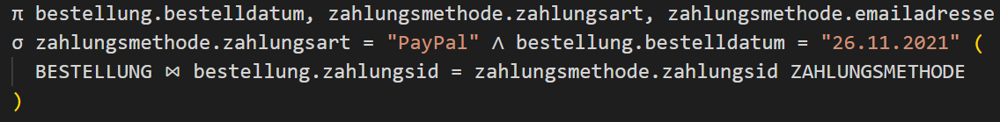 π bestellung.bestelldatum, zahlungsmethode.zahlungsart, zahlungsmethode.emailadresse
σ zahlungsmethode.zahlungsart = "PayPal" ∧ bestellung.bestelldatum = "26.11.2021" (
BESTELLUNG ⋈ bestellung.zahlungsid = zahlungsmethode.zahlungsid ZAHLUNGSMETHODE
)